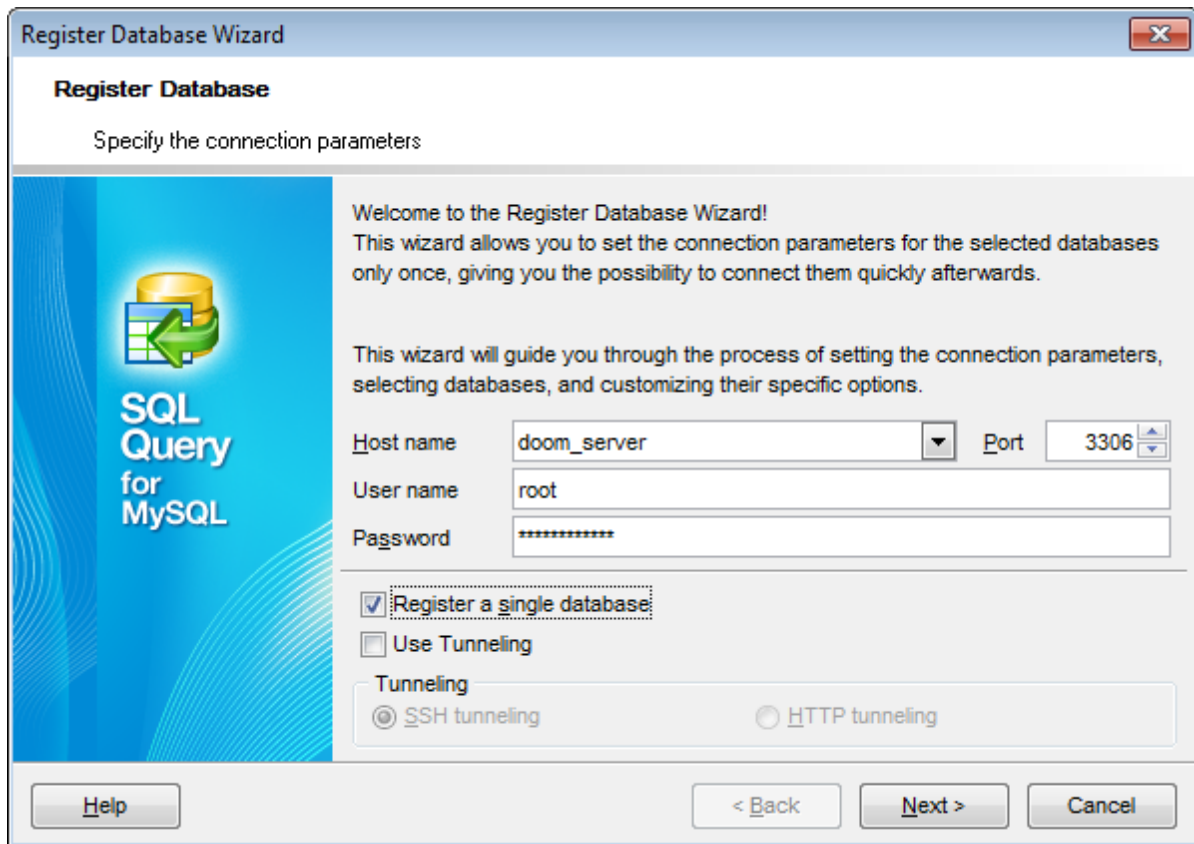 Register Database Wizard
Register Database
Specify the connection parameters
SQL
Query
for
MySQL
Welcome to the Register Database Wizard!
This wizard allows you to set the connection parameters for the selected databases
only once, giving you the possibility to connect them quickly afterwards.
This wizard will guide you through the process of setting the connection parameters,
selecting databases, and customizing their specific options.
Host name doom_server Port 3306
User name root
Password ************
Register a single database
Use Tunneling
Tunneling
SSH tunneling HTTP tunneling
Help < Back Next > Cancel